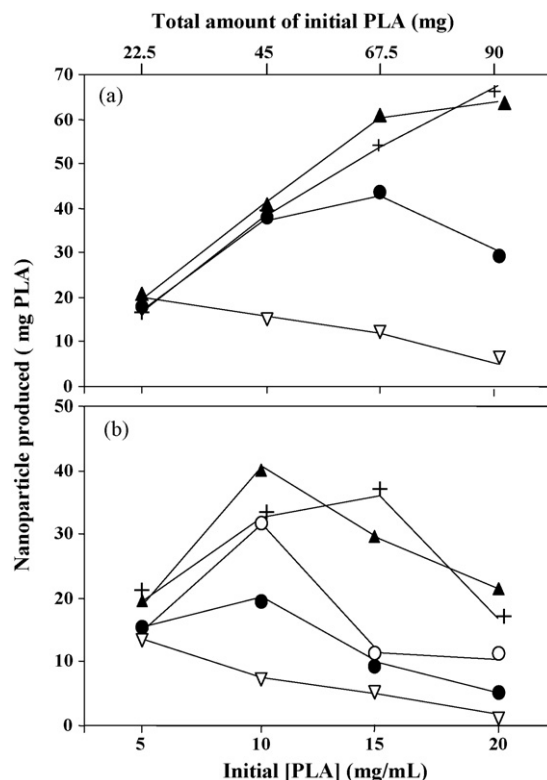 Total amount of initial PLA (mg)
22.5 45 67.5 90
70
(a)
60
50
40
30
20
10
0
50
(b)
40
30
20
10
0
5 10 15 20
Initial [PLA] (mg/mL)
Nanoparticle produced ( mg PLA)